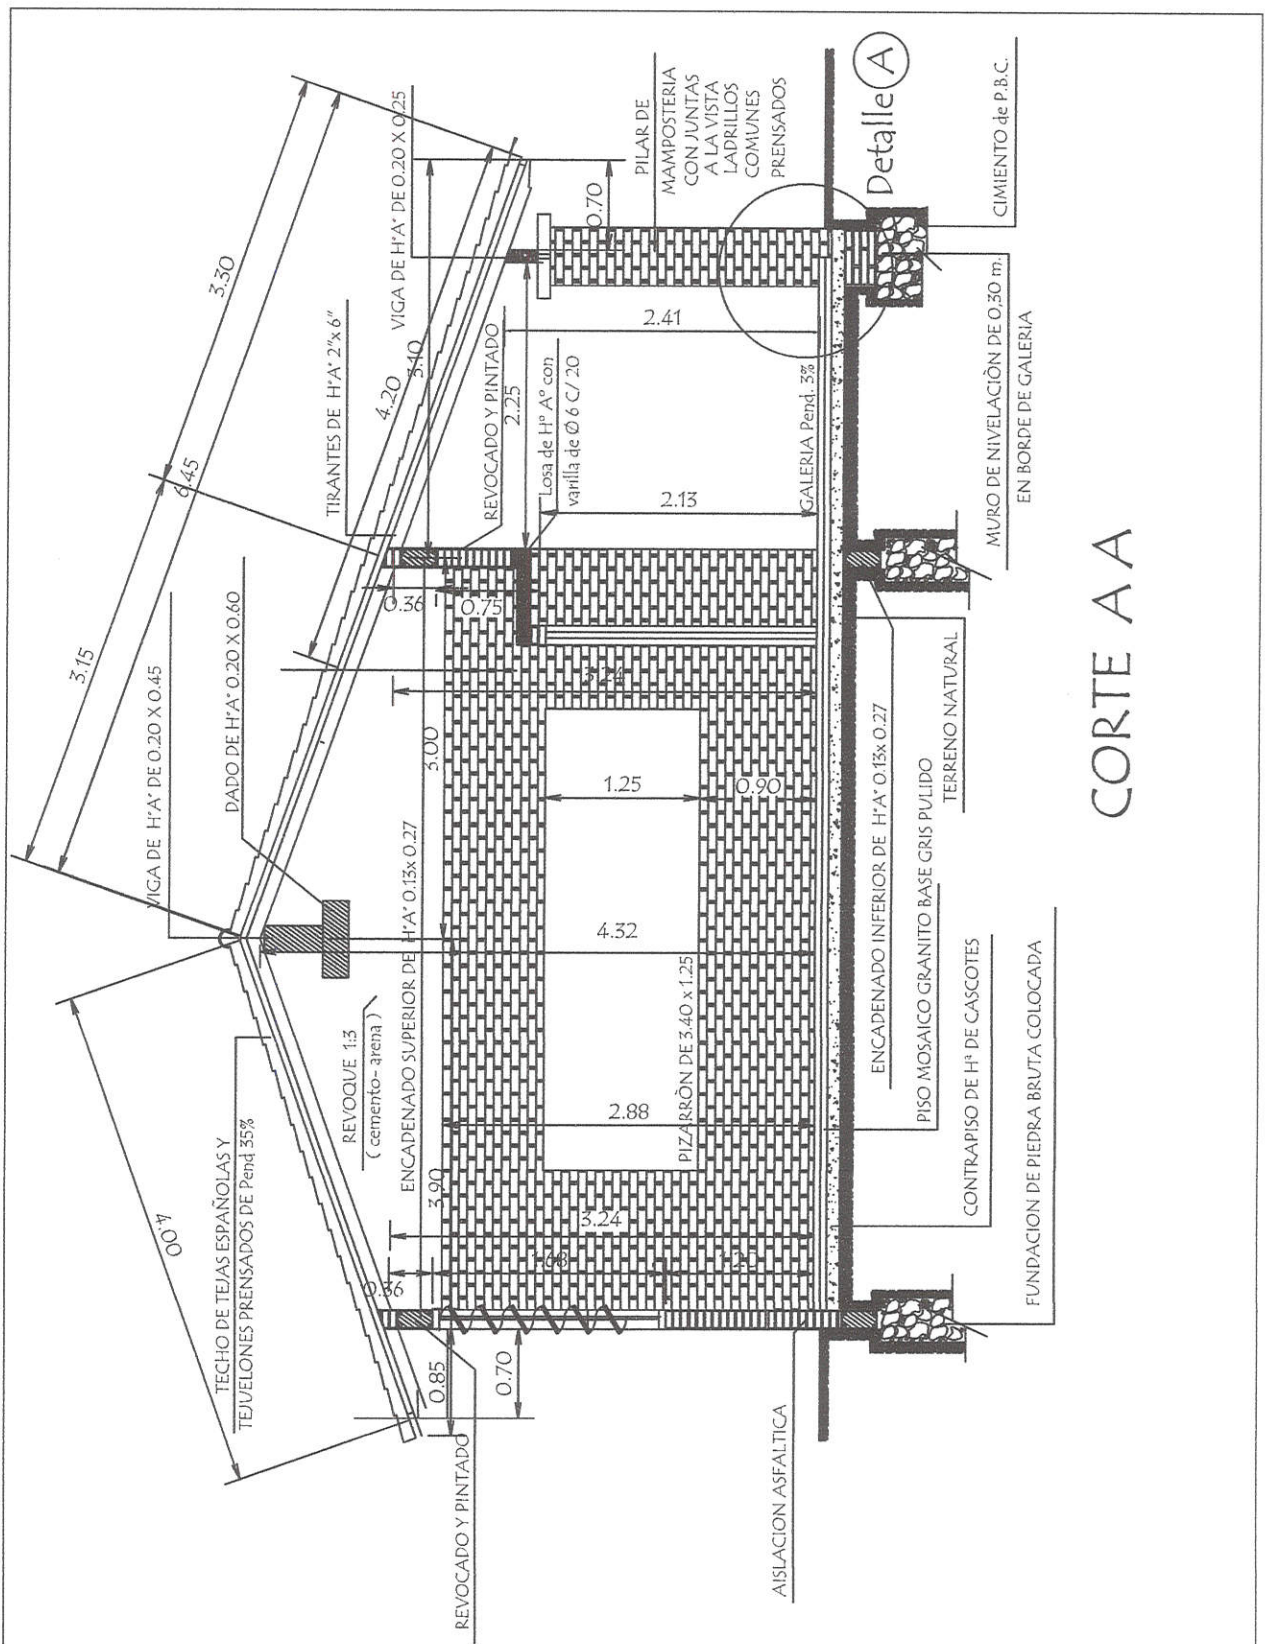 3.30
3.15
6.45
4.20
4.00
VIGA DE H°A° DE 0.20 X 0.45
DADO DE H°A° 0.20 X 0.60
TIRANTES DE H°A° 2"x 6"
VIGA DE H°A° DE 0.20 X 0.25
TECHO DE TEJAS ESPAÑOLAS Y
TEJUELONES PRENSADOS DE Pend 35%
REVOQUE 1:3
( cemento- arena )
ENCADENADO SUPERIOR DE H°A° 0.13x 0.27
REVOCADO Y PINTADO
Losa de H° A° con
varilla de Ø 6 C/ 20
PILAR DE
MAMPOSTERIA
CON JUNTAS
A LA VISTA
LADRILLOS
COMUNES
PRENSADOS
3.10
2.25
0.70
2.41
2.13
0.36
0.75
3.24
3.00
1.25
0.90
4.32
2.88
3.90
3.24
0.36
1.68
1.20
0.85
0.70
PIZARRÒN DE 3.40 x 1.25
GALERIA Pend. 3%
Detalle A
REVOCADO Y PINTADO
AISLACION ASFALTICA
FUNDACION DE PIEDRA BRUTA COLOCADA
CONTRAPISO DE Hª DE CASCOTES
PISO MOSAICO GRANITO BASE GRIS PULIDO
ENCADENADO INFERIOR DE H°A° 0.13x 0.27
TERRENO NATURAL
MURO DE NIVELACIÒN DE 0,30 m.
EN BORDE DE GALERIA
CIMIENTO de P.B.C.
CORTE A A